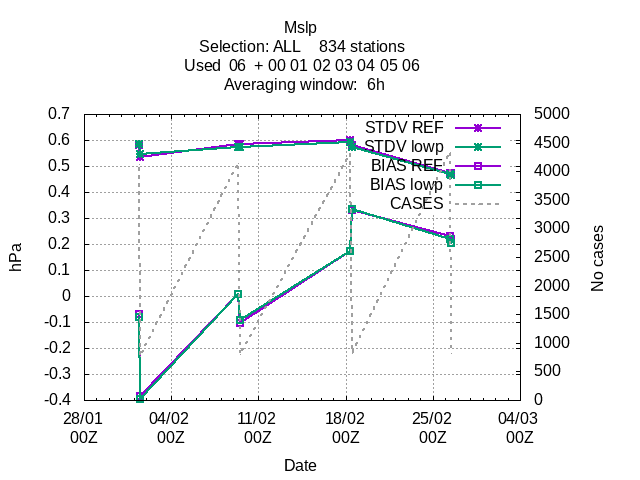 Mslp
Selection: ALL    834 stations
Used  06  + 00 01 02 03 04 05 06
Averaging window:  6h
0.7
0.6
0.5
0.4
0.3
0.2
0.1
0
-0.1
-0.2
-0.3
-0.4
hPa
5000
4500
4000
3500
3000
2500
2000
1500
1000
500
0
No cases
STDV REF
STDV lowp
BIAS REF
BIAS lowp
CASES
28/01 04/02 11/02 18/02 25/02 04/03
00Z 00Z 00Z 00Z 00Z 00Z
Date